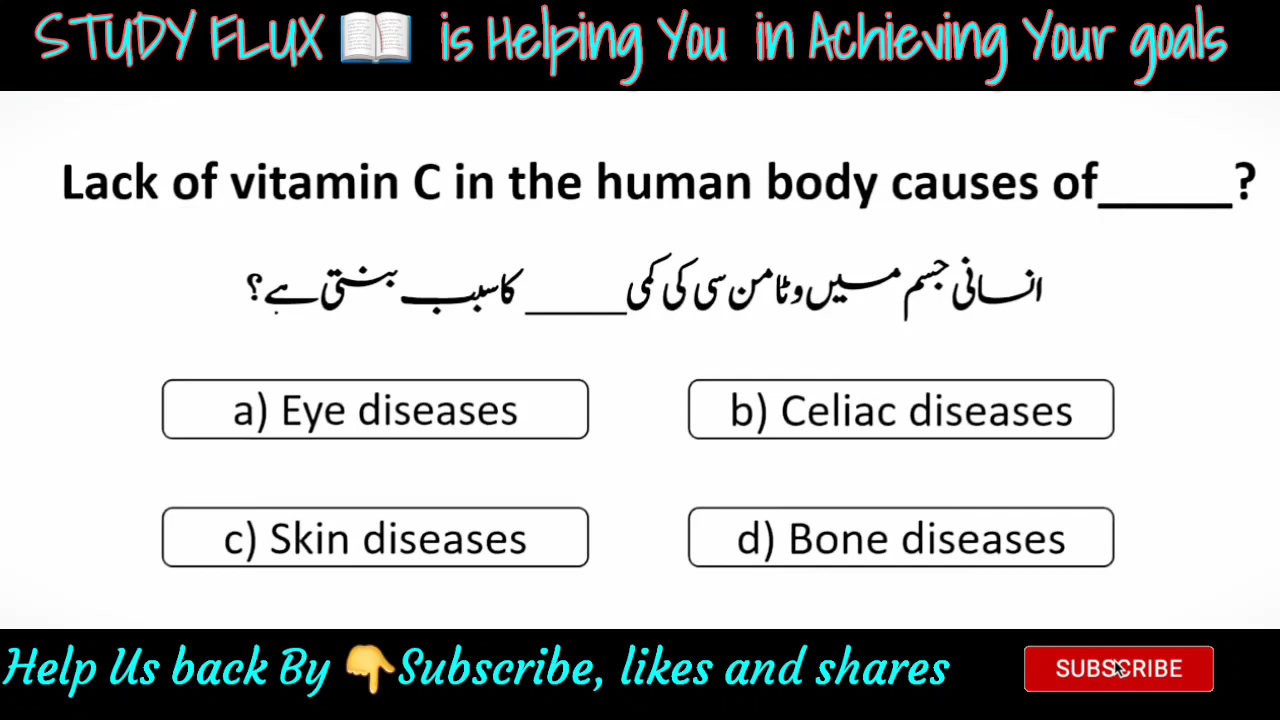 STUDY FLUX 📖 is Helping You in Achieving Your goals
Lack of vitamin C in the human body causes of_____?
انسانی جسم میں وٹامن سی کی کمی _____ کا سبب بنتی ہے؟
a) Eye diseases
b) Celiac diseases
c) Skin diseases
d) Bone diseases
Help Us back By 👇 Subscribe, likes and shares
SUBSCRIBE